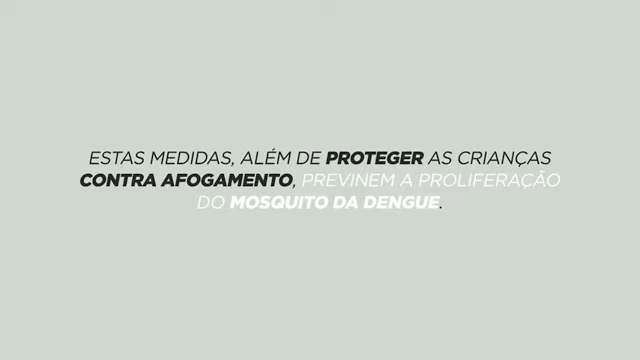 ESTAS MEDIDAS, ALÉM DE PROTEGER AS CRIANÇAS
CONTRA AFOGAMENTO, PREVINEM A PROLIFERAÇÃO
DO MOSQUITO DA DENGUE.